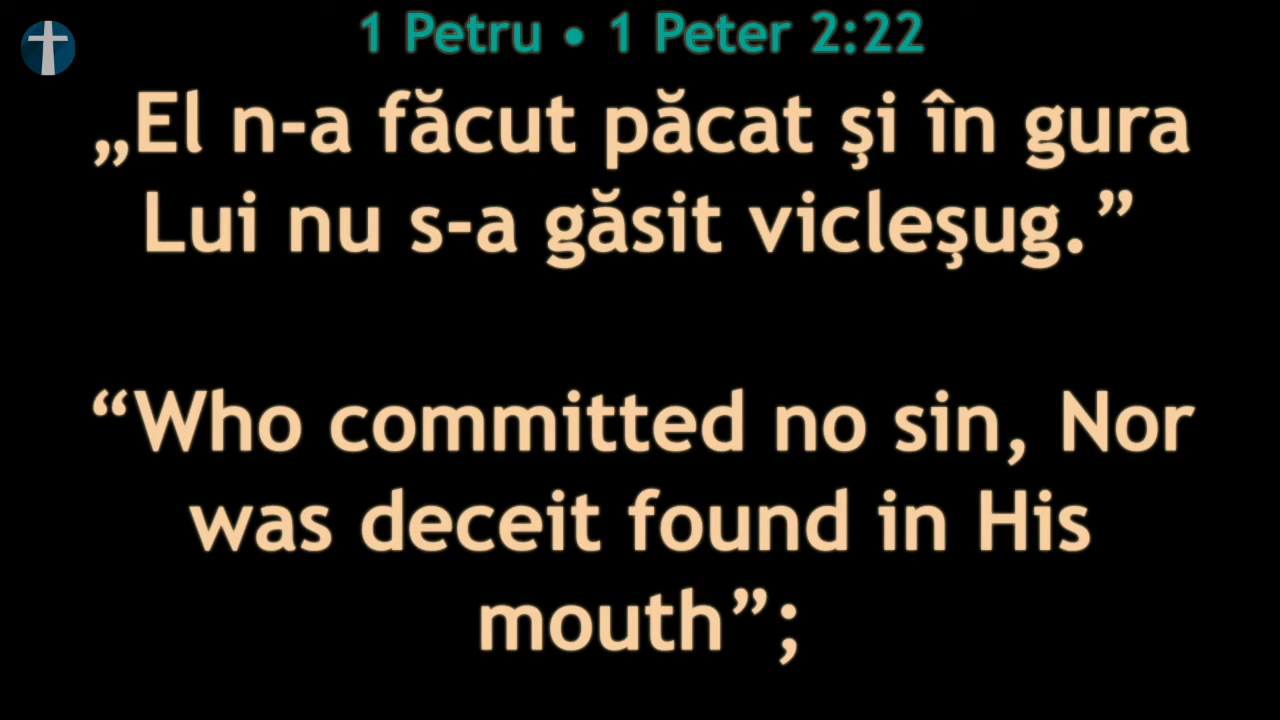 1 Petru • 1 Peter 2:22
„El n-a făcut păcat şi în gura
Lui nu s-a găsit vicleşug.”
“Who committed no sin, Nor
was deceit found in His
mouth”;